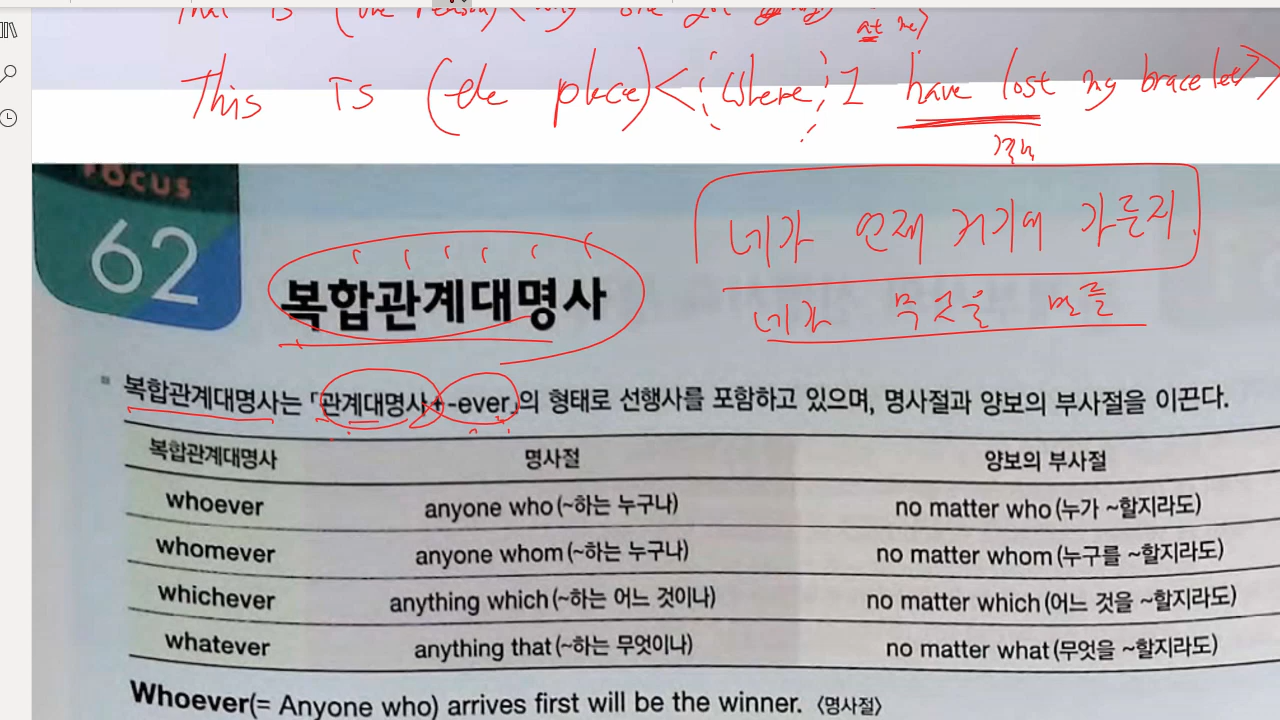 This is (the place) < (where) I have lost my bracelet >
FOCUS
62
네가 언제 거기에 가든지.
복합관계대명사
네가 무엇을 먹든
복합관계대명사는 「관계대명사+-ever」의 형태로 선행사를 포함하고 있으며, 명사절과 양보의 부사절을 이끈다.
복합관계대명사 명사절 양보의 부사절
whoever anyone who (~하는 누구나) no matter who (누가 ~할지라도)
whomever anyone whom (~하는 누구나) no matter whom (누구를 ~할지라도)
whichever anything which (~하는 어느 것이나) no matter which (어느 것을 ~할지라도)
whatever anything that (~하는 무엇이나) no matter what (무엇을 ~할지라도)
Whoever(= Anyone who) arrives first will be the winner. 〈명사절〉